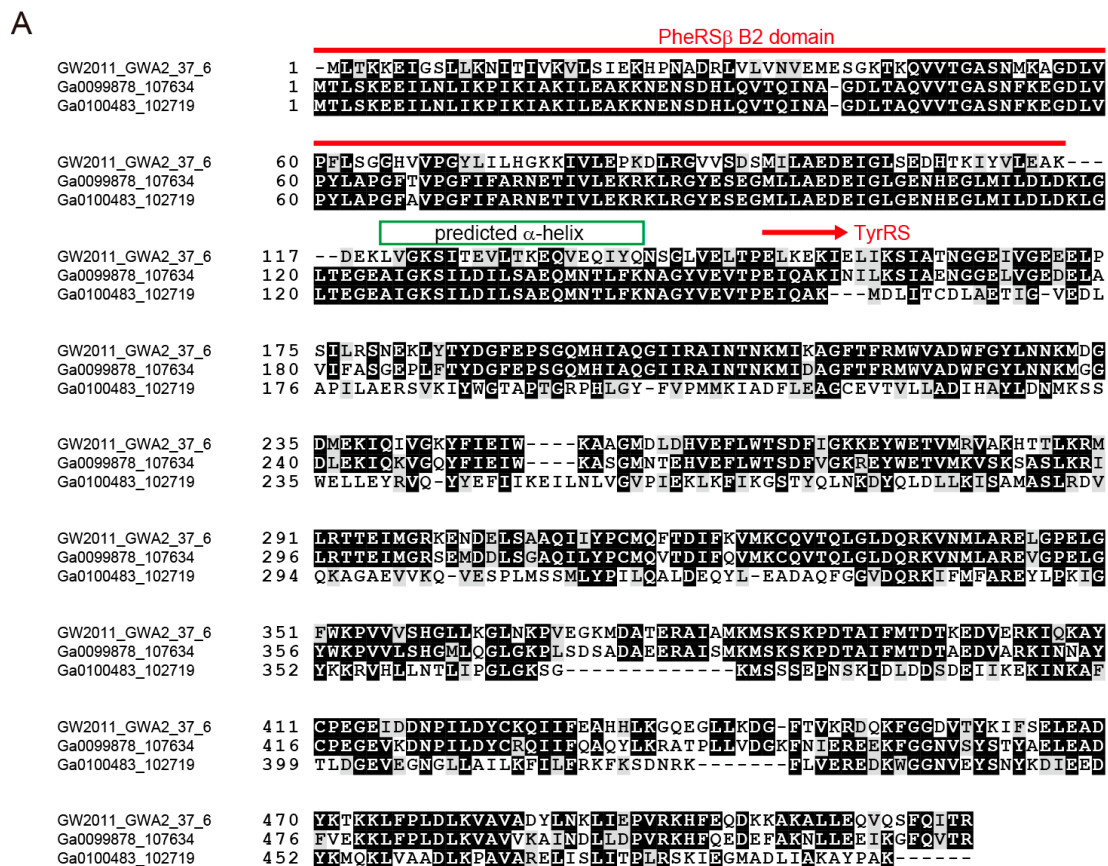 A
PheRSβ B2 domain
GW2011_GWA2_37_6 1 -MLTKKEIGSLLKNITIVKVLSIEKHPNADRLVLVNVEMESGKTKQVVTGASNMKAGDLV
Ga0099878_107634 1 MTLSKEEILNLIKPIKIAKILEAKKNENSDHLQVTQINA-GDLTAQVVTGASNFKEGDLV
Ga0100483_102719 1 MTLSKEEILNLIKPIKIAKILEAKKNENSDHLQVTQINA-GDLTAQVVTGASNFKEGDLV
GW2011_GWA2_37_6 60 PFLSGGHVVPGYLILHGKKIVLEPKDLRGVVSDSMILAEDEIGLSEDHTKIYVLEAK---
Ga0099878_107634 60 PYLAPGFTVPGFIFARNETIVLEKRKLRGYESEGMLLAEDEIGLGENHEGLMILDLDKLG
Ga0100483_102719 60 PYLAPGFAVPGFIFARNETIVLEKRKLRGYESEGMLLAEDEIGLGENHEGLMILDLDKLG
predicted α-helix TyrRS
GW2011_GWA2_37_6 117 --DEKLVGKSITEVLTKEQVEQIYQNSGLVELTPELKEKIELIKSIATNGGEIVGEEELP
Ga0099878_107634 120 LTEGEAIGKSILDILSAEQMNTLFKNAGYVEVTPEIQAKINILKSIAENGGELVGEDEL
Ga0100483_102719 120 LTEGEAIGKSILDILSAEQMNTLFKNAGYVEVTPEIQAK---MDLITCDLAETIG-VEDL
GW2011_GWA2_37_6 175 SILRSNEKLYTYDGFEPSGQMHIAQGIIRAINTNKMIKAGFTFRMWVADWFGYLNNKMDG
Ga0099878_107634 180 VIFASGEPLFTYDGFEPSGQMHIAQGIIRAINTNKMIDAGFTFRMWVADWFGYLNNKMGG
Ga0100483_102719 176 APILAERSVKIYWGTAPTGRPHLGY-FVPMMKIADFLEAGCEVTVLLADIHAYLDNMKSS
GW2011_GWA2_37_6 235 DMEKIQIVGKYFIEIW----KAAGMDLDHVEFLWTSDFIGKKEYWETVMRVAKHTTLKRM
Ga0099878_107634 240 DLEKIQKVGQYFIEIW----KASGMNTEHVEFLWTSDFVGKREYWETVMKVSKSASLKRI
Ga0100483_102719 235 WELLEYRVQ-YYEFIIKEILNLVGVPIEKLKFIKGSTYQLNKDYQLDLLKISAMASLRDV
GW2011_GWA2_37_6 291 LRTTEIMGRKENDELSAAQIIYPCMQFTDIFKVMKCQVTQLGLDQRKVNMLARELGPELG
Ga0099878_107634 296 LRTTEIMGRSEMDDLSGAQILYPCMQVTDIFQVMKCQVTQLGLDQRKVNMLAREVGPELG
Ga0100483_102719 294 QKAGAEVVKQ-VESPLMSSMLYPILQALDEQYL-EADAQFGGVDQRKIFMFAREYLPKIG
GW2011_GWA2_37_6 351 FWKPVVVSHGLLKGLNKPVEGKMDATERAIAMKMSKSKPDTAIFMTDTKEDVERKIQKAY
Ga0099878_107634 356 YWKPVVLSHGMLQGLGKPLSDSADAEERAISMKMSKSKPDTAIFMTDTAEDVARKINNAY
Ga0100483_102719 352 YKKRVHLLNTLIPGLGKSG-------------KMSSSEPNSKIDLDDSDEIIKEKINKAF
GW2011_GWA2_37_6 411 CPEGEIDDNPILDYCKQIIFEAHHLKGQEGLLKDG-FTVKRDQKFGGDVTYKIFSELEAD
Ga0099878_107634 416 CPEGEVKDNPILDYCRQIIFQAQYLKRATPLLVDGKFNIEREEKFGGNVSYSTYAELEAD
Ga0100483_102719 399 TLDGEVEGNGLLAILKFILFRKFKSDNRK-------FLVEREDKWGGNVEYSNYKDIEED
GW2011_GWA2_37_6 470 YKTKKLFPLDLKVAVADYLNKLIEPVRKHFEQDKKAKALLEQVQSFQITR
Ga0099878_107634 476 FVEKKLFPLDLKVAVVKAINDLLDPVRKHFQEDEFAKNLLEEIKGFQVTR
Ga0100483_102719 452 YKMQKLVAADLKPAVARELISLITPLRSKIEGMADLIAKAYPAK------